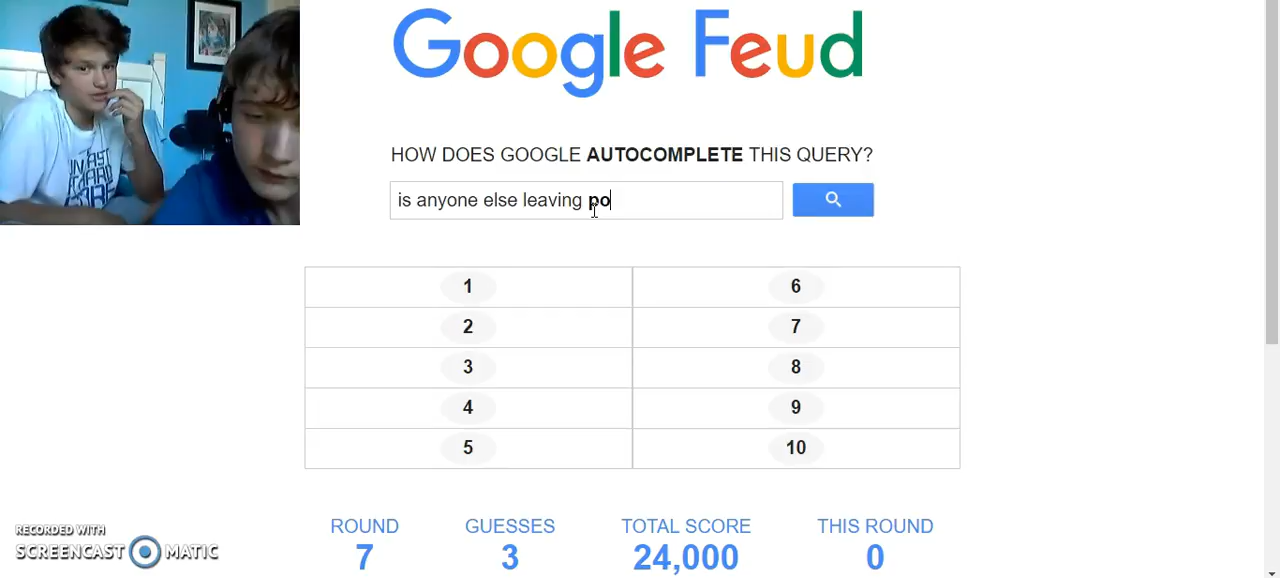 Google Feud
HOW DOES GOOGLE AUTOCOMPLETE THIS QUERY?
is anyone else leaving po
1 6
2 7
3 8
4 9
5 10
ROUND GUESSES TOTAL SCORE THIS ROUND
7 3 24,000 0
RECORDED WITH
SCREENCAST MATIC